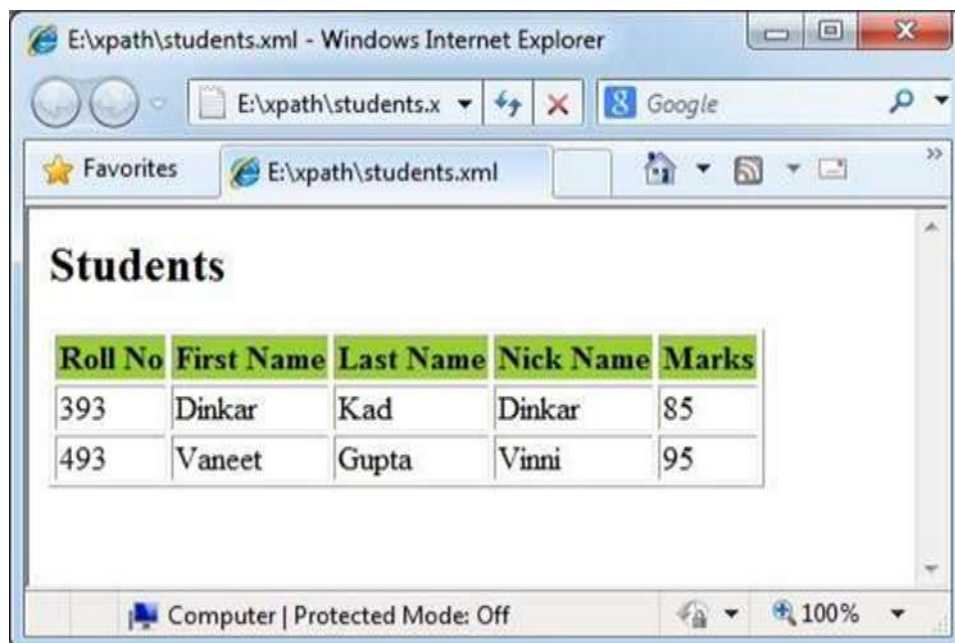 E:\xpath\students.xml - Windows Internet Explorer
E:\xpath\students.x
Google
Favorites
E:\xpath\students.xml
Students
Roll No First Name Last Name Nick Name Marks
393 Dinkar Kad Dinkar 85
493 Vaneet Gupta Vinni 95
Computer | Protected Mode: Off
100%